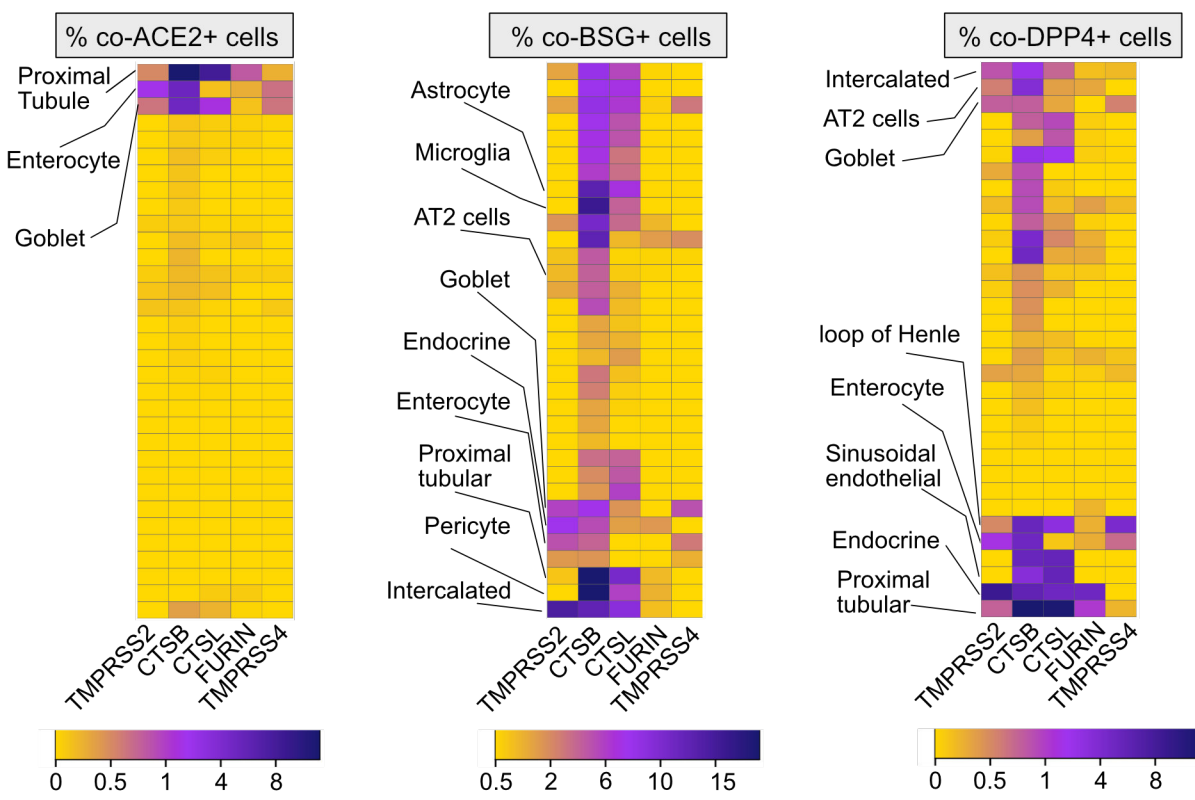 % co-ACE2+ cells
Proximal
Tubule
Enterocyte
Goblet
TMPRSS2
CTSB
CTSL
FURIN
TMPRSS4
0 0.5 1 4 8
% co-BSG+ cells
Astrocyte
Microglia
AT2 cells
Goblet
Endocrine
Enterocyte
Proximal
tubular
Pericyte
Intercalated
TMPRSS2
CTSB
CTSL
FURIN
TMPRSS4
0.5 2 6 10 15
% co-DPP4+ cells
Intercalated
AT2 cells
Goblet
loop of Henle
Enterocyte
Sinusoidal
endothelial
Endocrine
Proximal
tubular
TMPRSS2
CTSB
CTSL
FURIN
TMPRSS4
0 0.5 1 4 8